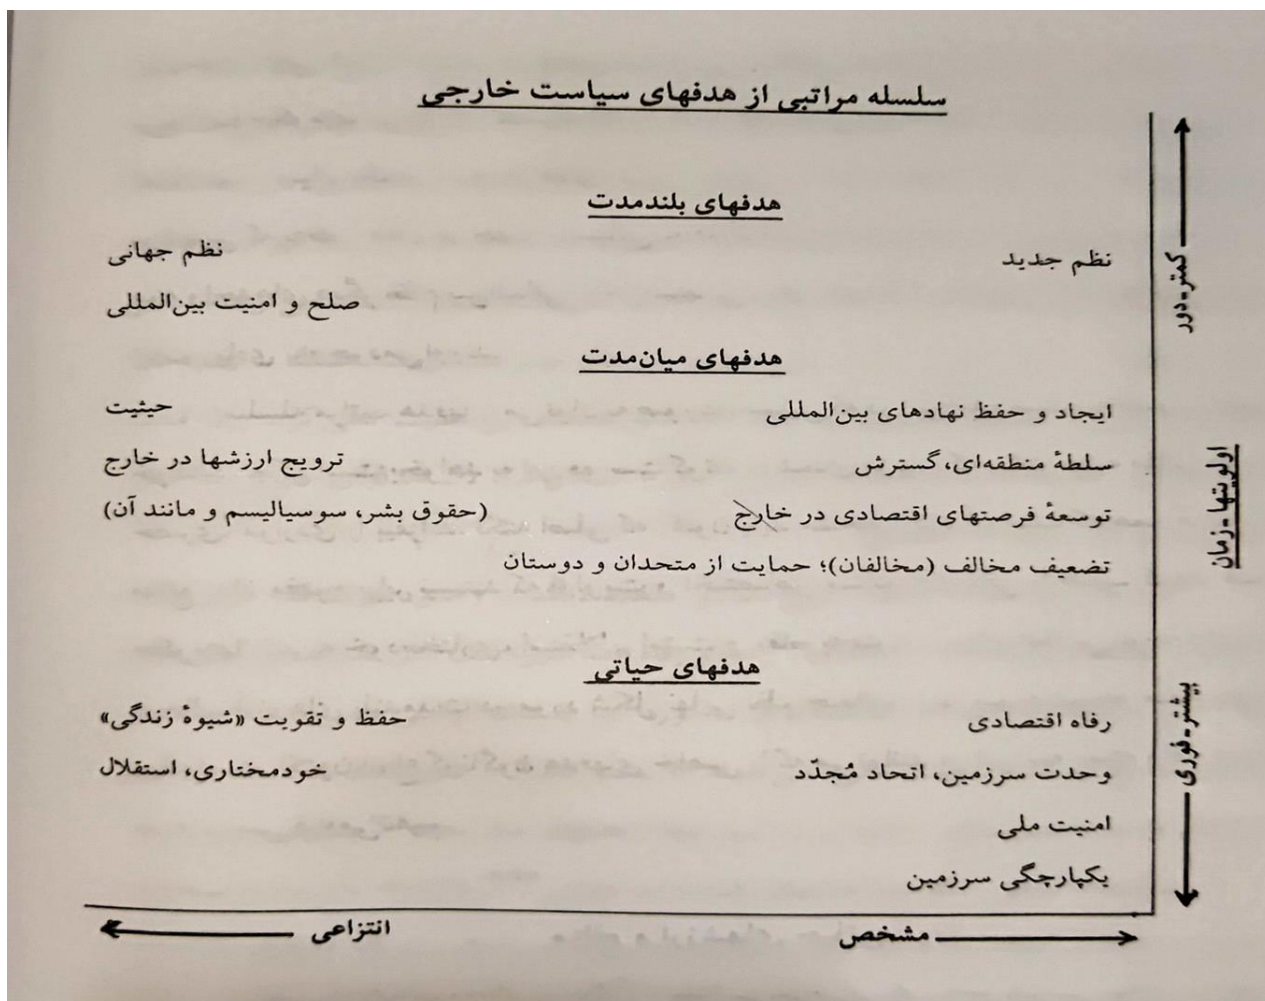 سلسله مراتبی از هدفهای سیاست خارجی
هدفهای بلندمدت
نظم جدید نظم جهانی
صلح و امنیت بین‌المللی
هدفهای میان‌مدت
ایجاد و حفظ نهادهای بین‌المللی حیثیت
سلطهٔ منطقه‌ای، گسترش ترویج ارزشها در خارج
توسعهٔ فرصتهای اقتصادی در خارج (حقوق بشر، سوسیالیسم و مانند آن)
تضعیف مخالف (مخالفان)؛ حمایت از متحدان و دوستان
هدفهای حیاتی
رفاه اقتصادی حفظ و تقویت «شیوهٔ زندگی»
وحدت سرزمین، اتحاد مُجدّد خودمختاری، استقلال
امنیت ملی
یکپارچگی سرزمین
مشخص انتزاعی
کمتر-دور
اولویتها-زمان
بیشتر-فوری